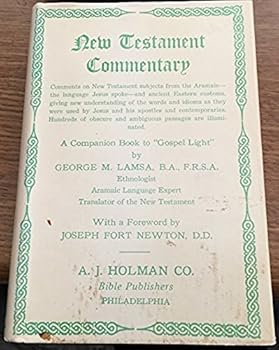 New Testament
Commentary
Comments on New Testament subjects from the Aramaic—
the language Jesus spoke—and ancient Eastern customs,
giving new understanding of the words and idioms as they
were used by Jesus and his apostles and contemporaries.
Hundreds of obscure and ambiguous passages are illumi-
nated.
A Companion Book to "Gospel Light"
by
GEORGE M. LAMSA, B.A., F.R.S.A.
Ethnologist
Aramaic Language Expert
Translator of the New Testament
With a Foreword by
JOSEPH FORT NEWTON, D.D.
A. J. HOLMAN CO.
Bible Publishers
PHILADELPHIA